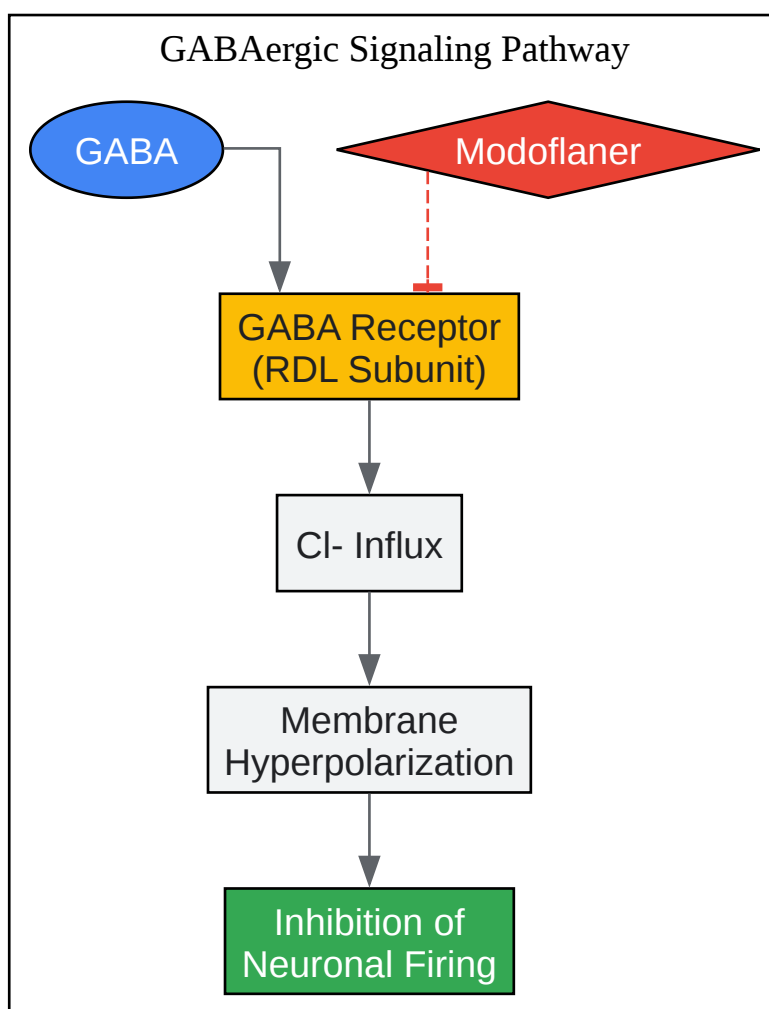 GABAergic Signaling Pathway
GABA
Modoflaner
GABA Receptor
(RDL Subunit)
Cl- Influx
Membrane
Hyperpolarization
Inhibition of
Neuronal Firing